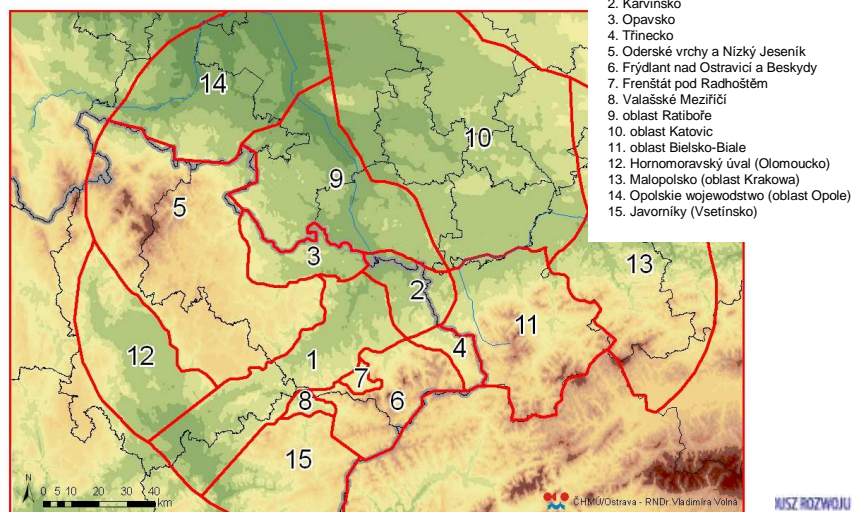 2. Karvinsko
3. Opavsko
4. Třinecko
5. Oderské vrchy a Nízký Jeseník
6. Frýdlant nad Ostravicí a Beskydy
7. Frenštát pod Radhoštěm
8. Valašské Meziříčí
9. oblast Ratiboře
10. oblast Katovic
11. oblast Bielsko-Biale
12. Hornomoravský úval (Olomoucko)
13. Malopolsko (oblast Krakowa)
14. Opolskie wojewodstwo (oblast Opole)
15. Javorníky (Vsetínsko)
14
10
9
5
3
13
2
11
12
1
4
7
8
6
15
N
0 5 10 20 30 40
km
ČHMÚ/Ostrava - RNDr.Vladimíra Volná
USZ ROZWOJU